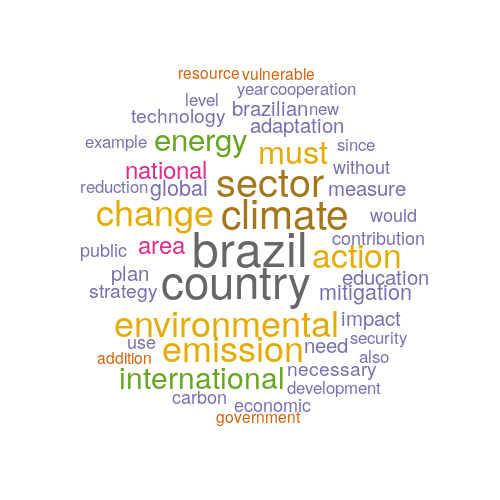 resource vulnerable
year cooperation
level brazilian new
technology adaptation
example energy must since
national sector without
reduction global measure
change climate would
public area brazil contribution
action
plan country education
strategy mitigation
environmental impact
use emission need security
addition also
international necessary
carbon development
economic
government